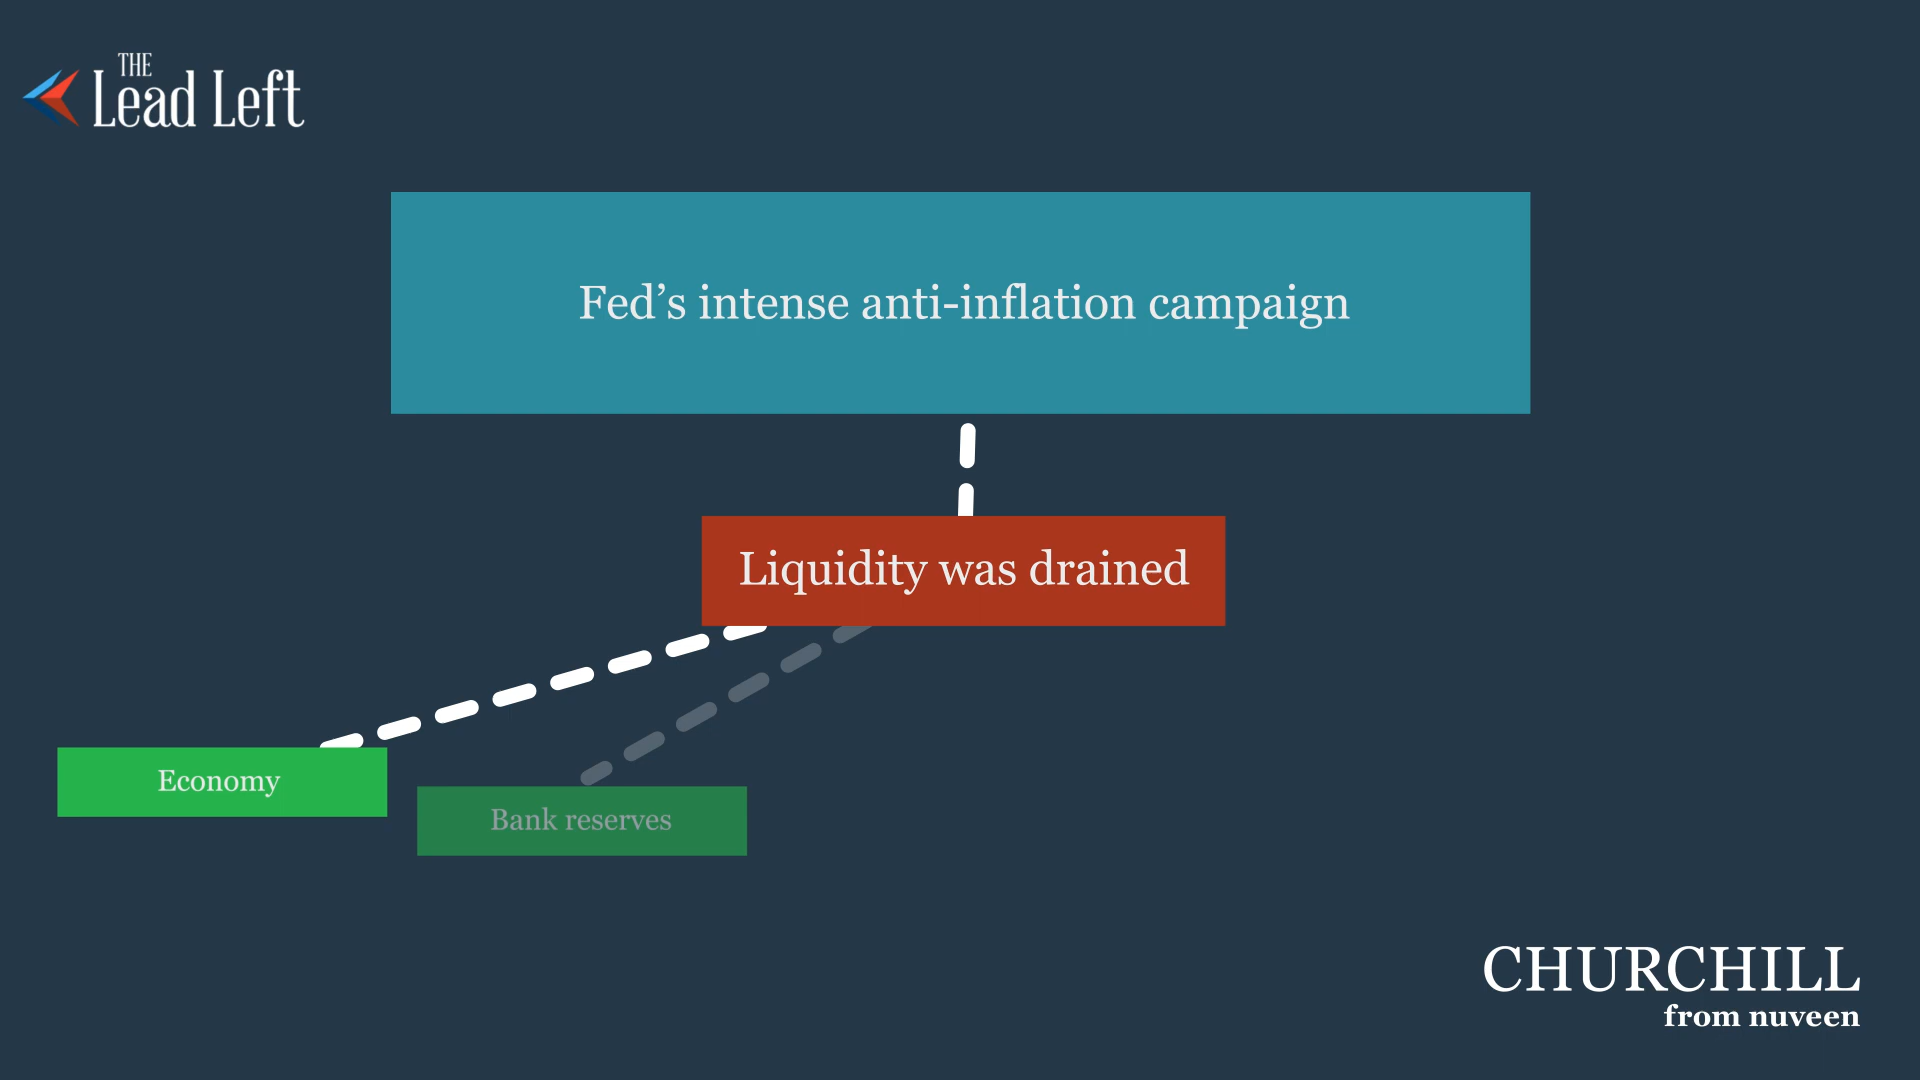 THE
Lead Left
Fed’s intense anti-inflation campaign
Liquidity was drained
Economy
Bank reserves
CHURCHILL
from nuveen